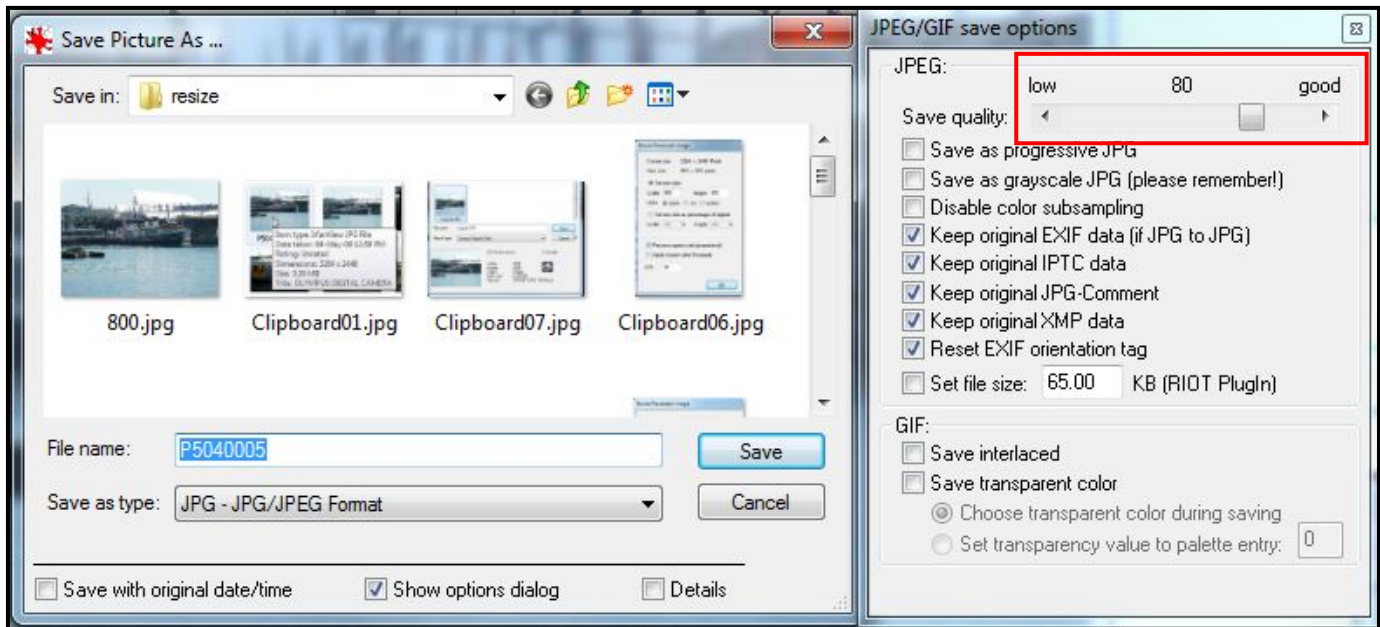 Save Picture As ...
Save in: resize
800.jpg
Clipboard01.jpg
Clipboard07.jpg
Clipboard06.jpg
File name: P5040005
Save
Save as type: JPG - JPG/JPEG Format
Cancel
Save with original date/time
Show options dialog
Details
JPEG/GIF save options
JPEG:
low 80 good
Save quality:
Save as progressive JPG
Save as grayscale JPG (please remember!)
Disable color subsampling
Keep original EXIF data (if JPG to JPG)
Keep original IPTC data
Keep original JPG-Comment
Keep original XMP data
Reset EXIF orientation tag
Set file size: 65.00 KB (RIOT PlugIn)
GIF:
Save interlaced
Save transparent color
Choose transparent color during saving
Set transparency value to palette entry: 0